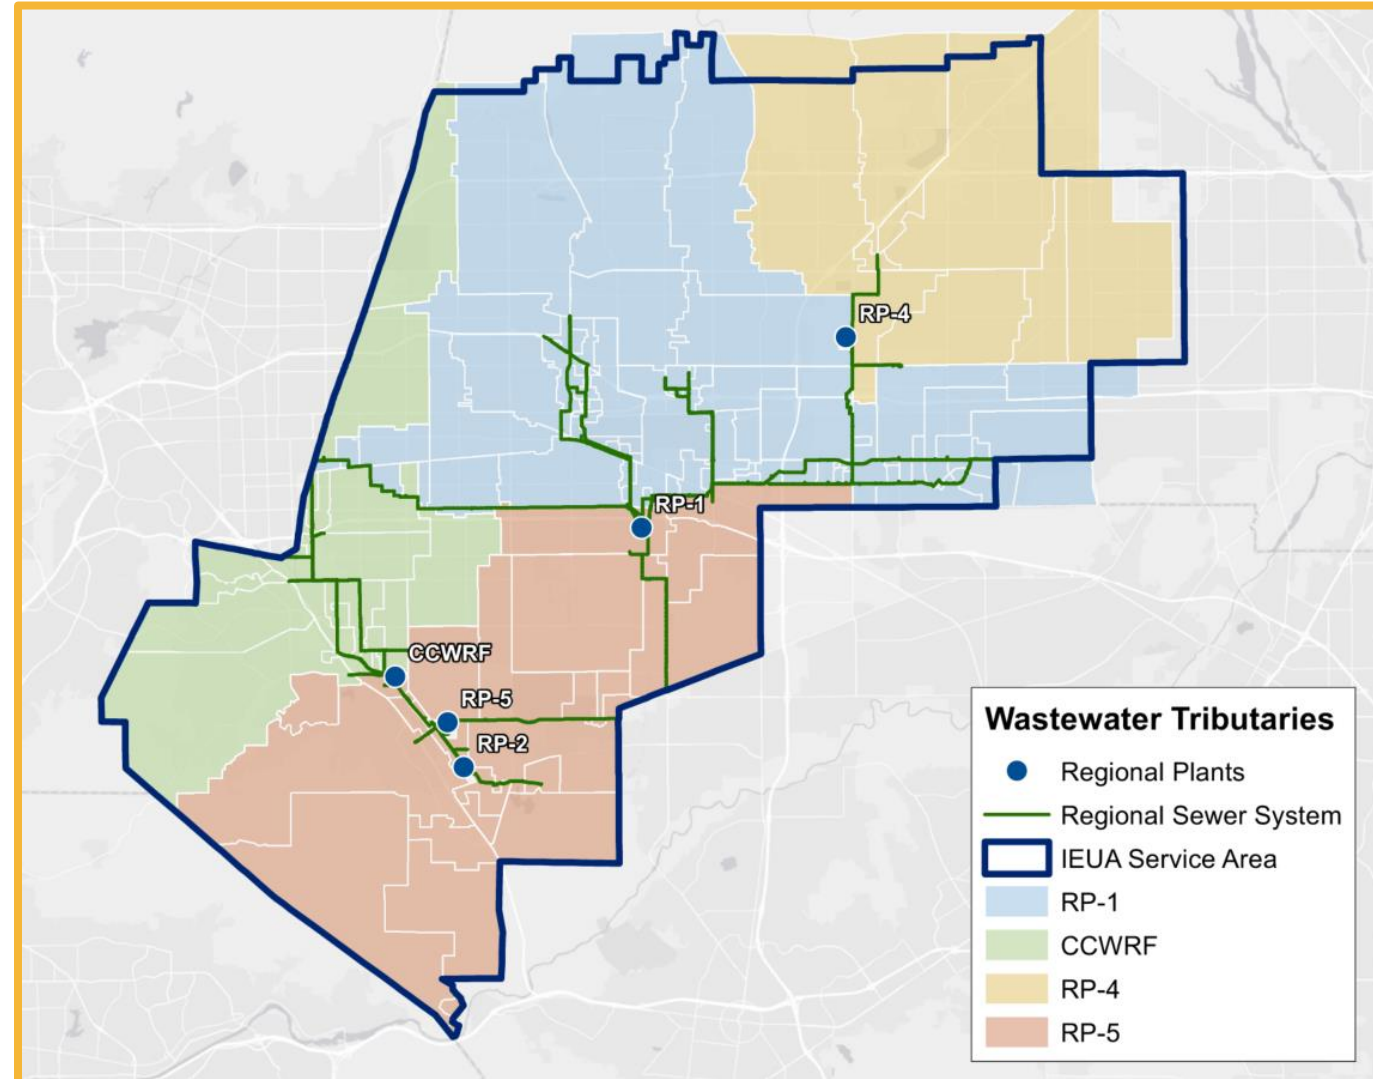 RP-4
RP-1
CCWRF
RP-5
RP-2
Wastewater Tributaries
Regional Plants
Regional Sewer System
IEUA Service Area
RP-1
CCWRF
RP-4
RP-5